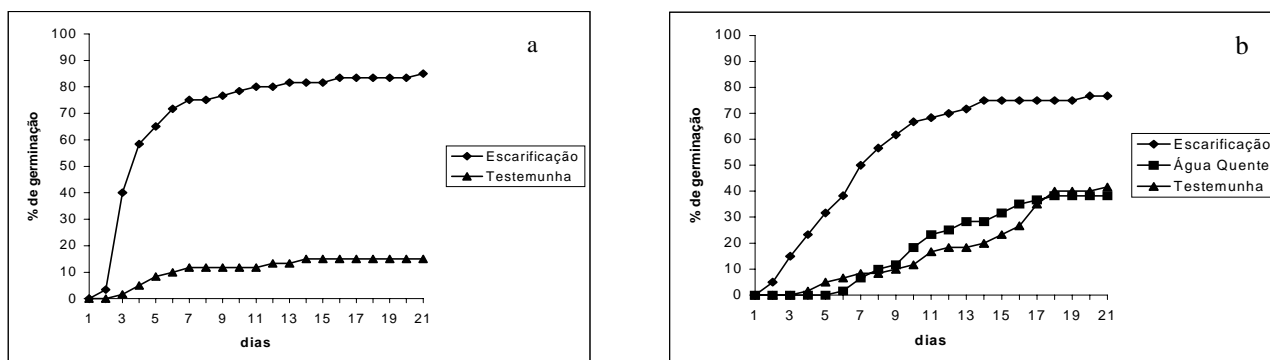 a
% de germinação
100
90
80
70
60
50
40
30
20
10
0
1 3 5 7 9 11 13 15 17 19 21
dias
Escarificação
Testemunha
b
% de germinação
100
90
80
70
60
50
40
30
20
10
0
1 3 5 7 9 11 13 15 17 19 21
dias
Escarificação
Água Quente
Testemunha